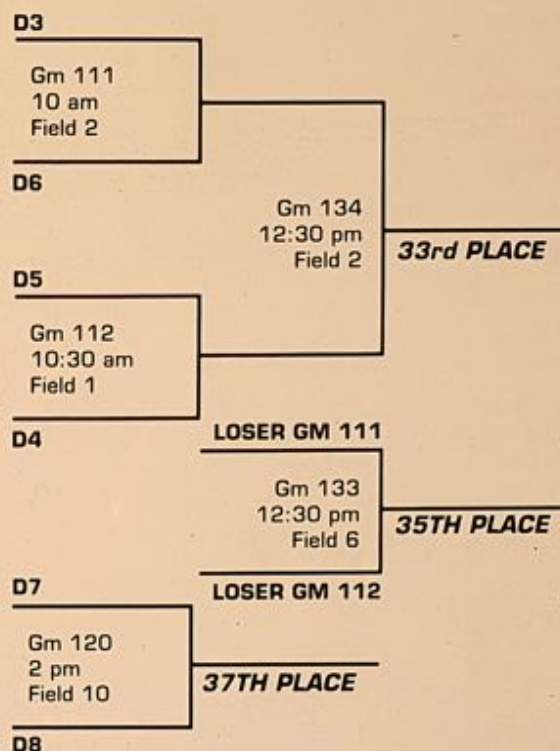 D3
Gm 111
10 am
Field 2
D6
Gm 134
12:30 pm
Field 2
33rd PLACE
D5
Gm 112
10:30 am
Field 1
D4
LOSER GM 111
Gm 133
12:30 pm
Field 6
35TH PLACE
LOSER GM 112
D7
Gm 120
2 pm
Field 10
37TH PLACE
D8